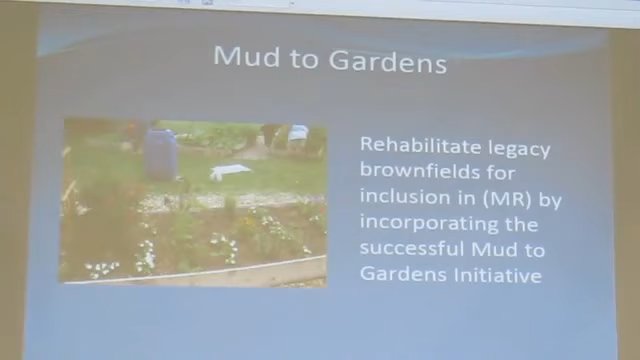 Mud to Gardens
Rehabilitate legacy
brownfields for
inclusion in (MR) by
incorporating the
successful Mud to
Gardens Initiative